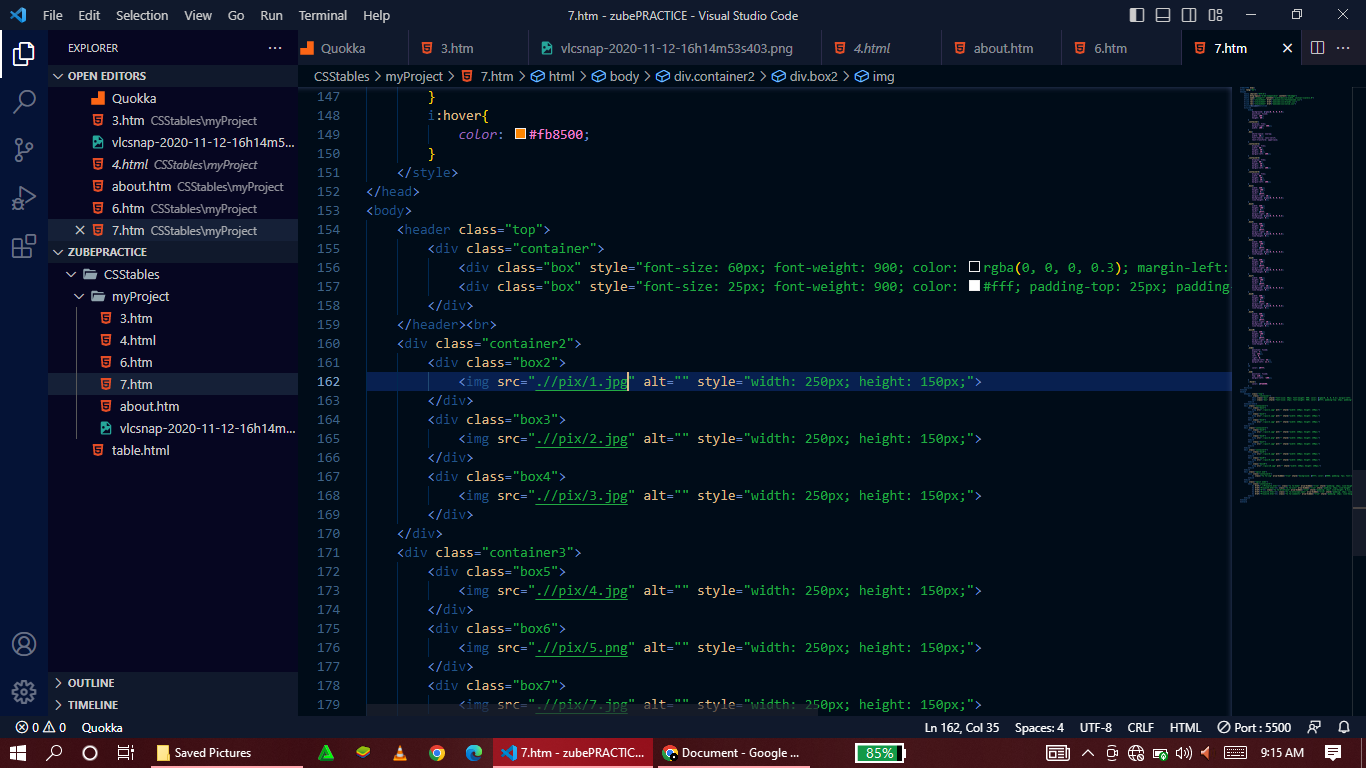 File Edit Selection View Go Run Terminal Help 7.htm - zubePRACTICE - Visual Studio Code
EXPLORER
Quokka 3.htm vlcsnap-2020-11-12-16h14m53s403.png 4.html about.htm 6.htm 7.htm
CSStables > myProject > 7.htm > html > body > div.container2 > div.box2 > img
OPEN EDITORS
Quokka
3.htm CSStables\myProject
vlcsnap-2020-11-12-16h14m5...
4.html CSStables\myProject
about.htm CSStables\myProject
6.htm CSStables\myProject
7.htm CSStables\myProject
ZUBEPRACTICE
CSStables
myProject
3.htm
4.html
6.htm
7.htm
about.htm
vlcsnap-2020-11-12-16h14m...
table.html
OUTLINE
TIMELINE
147 }
148 i:hover{
149 color: #fb8500;
150 }
151 </style>
152 </head>
153 <body>
154 <header class="top">
155 <div class="container">
156 <div class="box" style="font-size: 60px; font-weight: 900; color: rgba(0, 0, 0, 0.3); margin-left:
157 <div class="box" style="font-size: 25px; font-weight: 900; color: #fff; padding-top: 25px; padding
158 </div>
159 </header><br>
160 <div class="container2">
161 <div class="box2">
162 <img src=".//pix/1.jpg" alt="" style="width: 250px; height: 150px;">
163 </div>
164 <div class="box3">
165 <img src=".//pix/2.jpg" alt="" style="width: 250px; height: 150px;">
166 </div>
167 <div class="box4">
168 <img src=".//pix/3.jpg" alt="" style="width: 250px; height: 150px;">
169 </div>
170 </div>
171 <div class="container3">
172 <div class="box5">
173 <img src=".//pix/4.jpg" alt="" style="width: 250px; height: 150px;">
174 </div>
175 <div class="box6">
176 <img src=".//pix/5.png" alt="" style="width: 250px; height: 150px;">
177 </div>
178 <div class="box7">
179 <img src=".//pix/7.jpg" alt="" style="width: 250px; height: 150px;">
0 0 Quokka Ln 162, Col 35 Spaces: 4 UTF-8 CRLF HTML Port : 5500
Saved Pictures 7.htm - zubePRACTIC... Document - Google ... 85% 9:15 AM